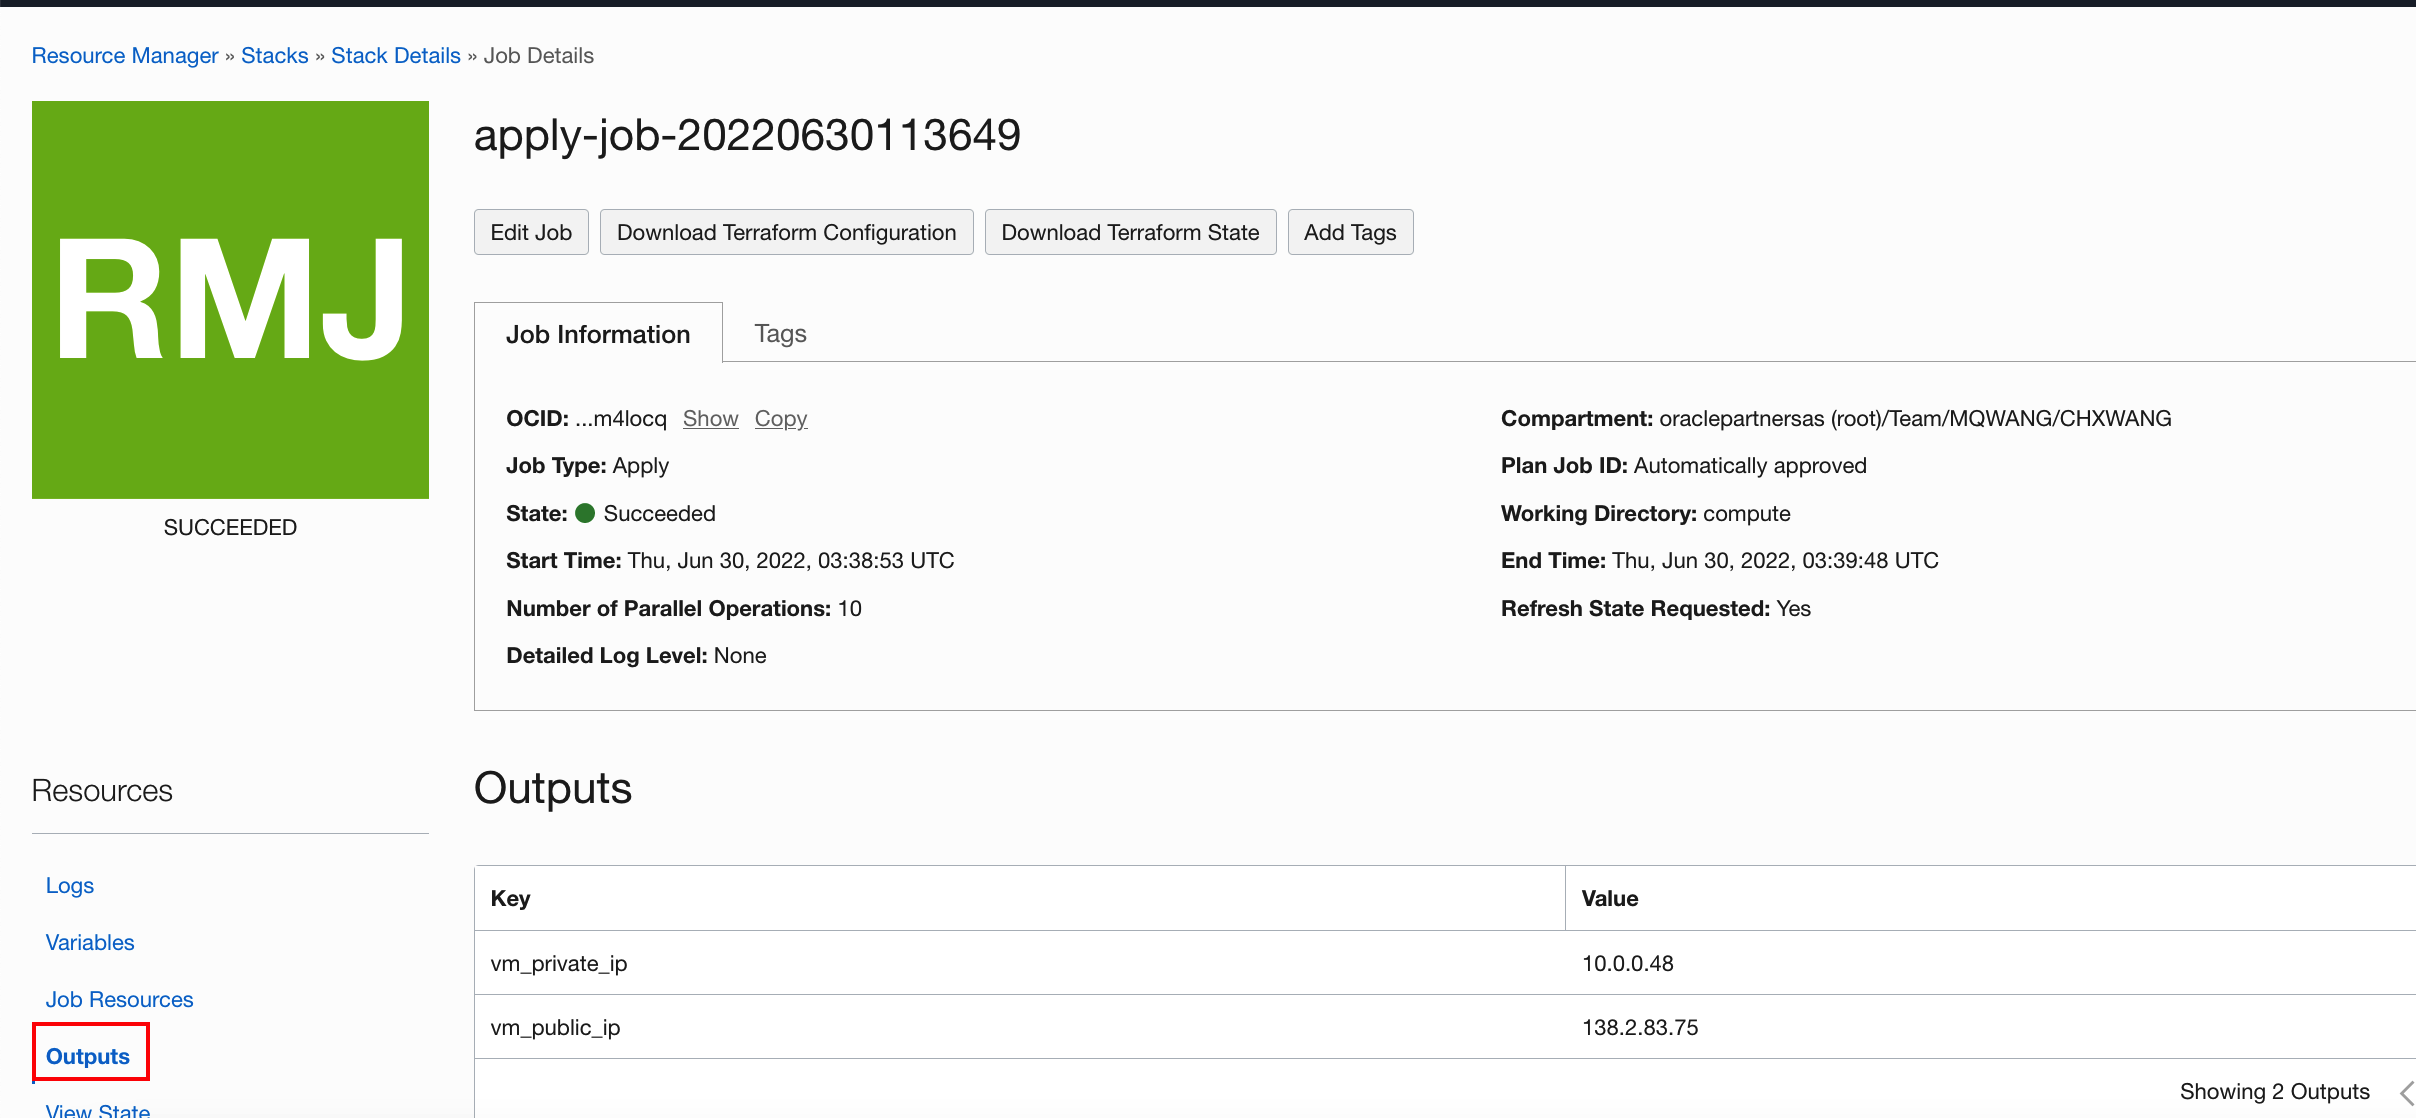 Resource Manager » Stacks » Stack Details » Job Details
RMJ
SUCCEEDED
apply-job-20220630113649
Edit Job
Download Terraform Configuration
Download Terraform State
Add Tags
Job Information
Tags
OCID: ...m4locq Show Copy
Compartment: oraclepartnersas (root)/Team/MQWANG/CHXWANG
Job Type: Apply
Plan Job ID: Automatically approved
State: Succeeded
Working Directory: compute
Start Time: Thu, Jun 30, 2022, 03:38:53 UTC
End Time: Thu, Jun 30, 2022, 03:39:48 UTC
Number of Parallel Operations: 10
Refresh State Requested: Yes
Detailed Log Level: None
Resources
Logs
Variables
Job Resources
Outputs
View State
Outputs
Key Value
vm_private_ip 10.0.0.48
vm_public_ip 138.2.83.75
Showing 2 Outputs